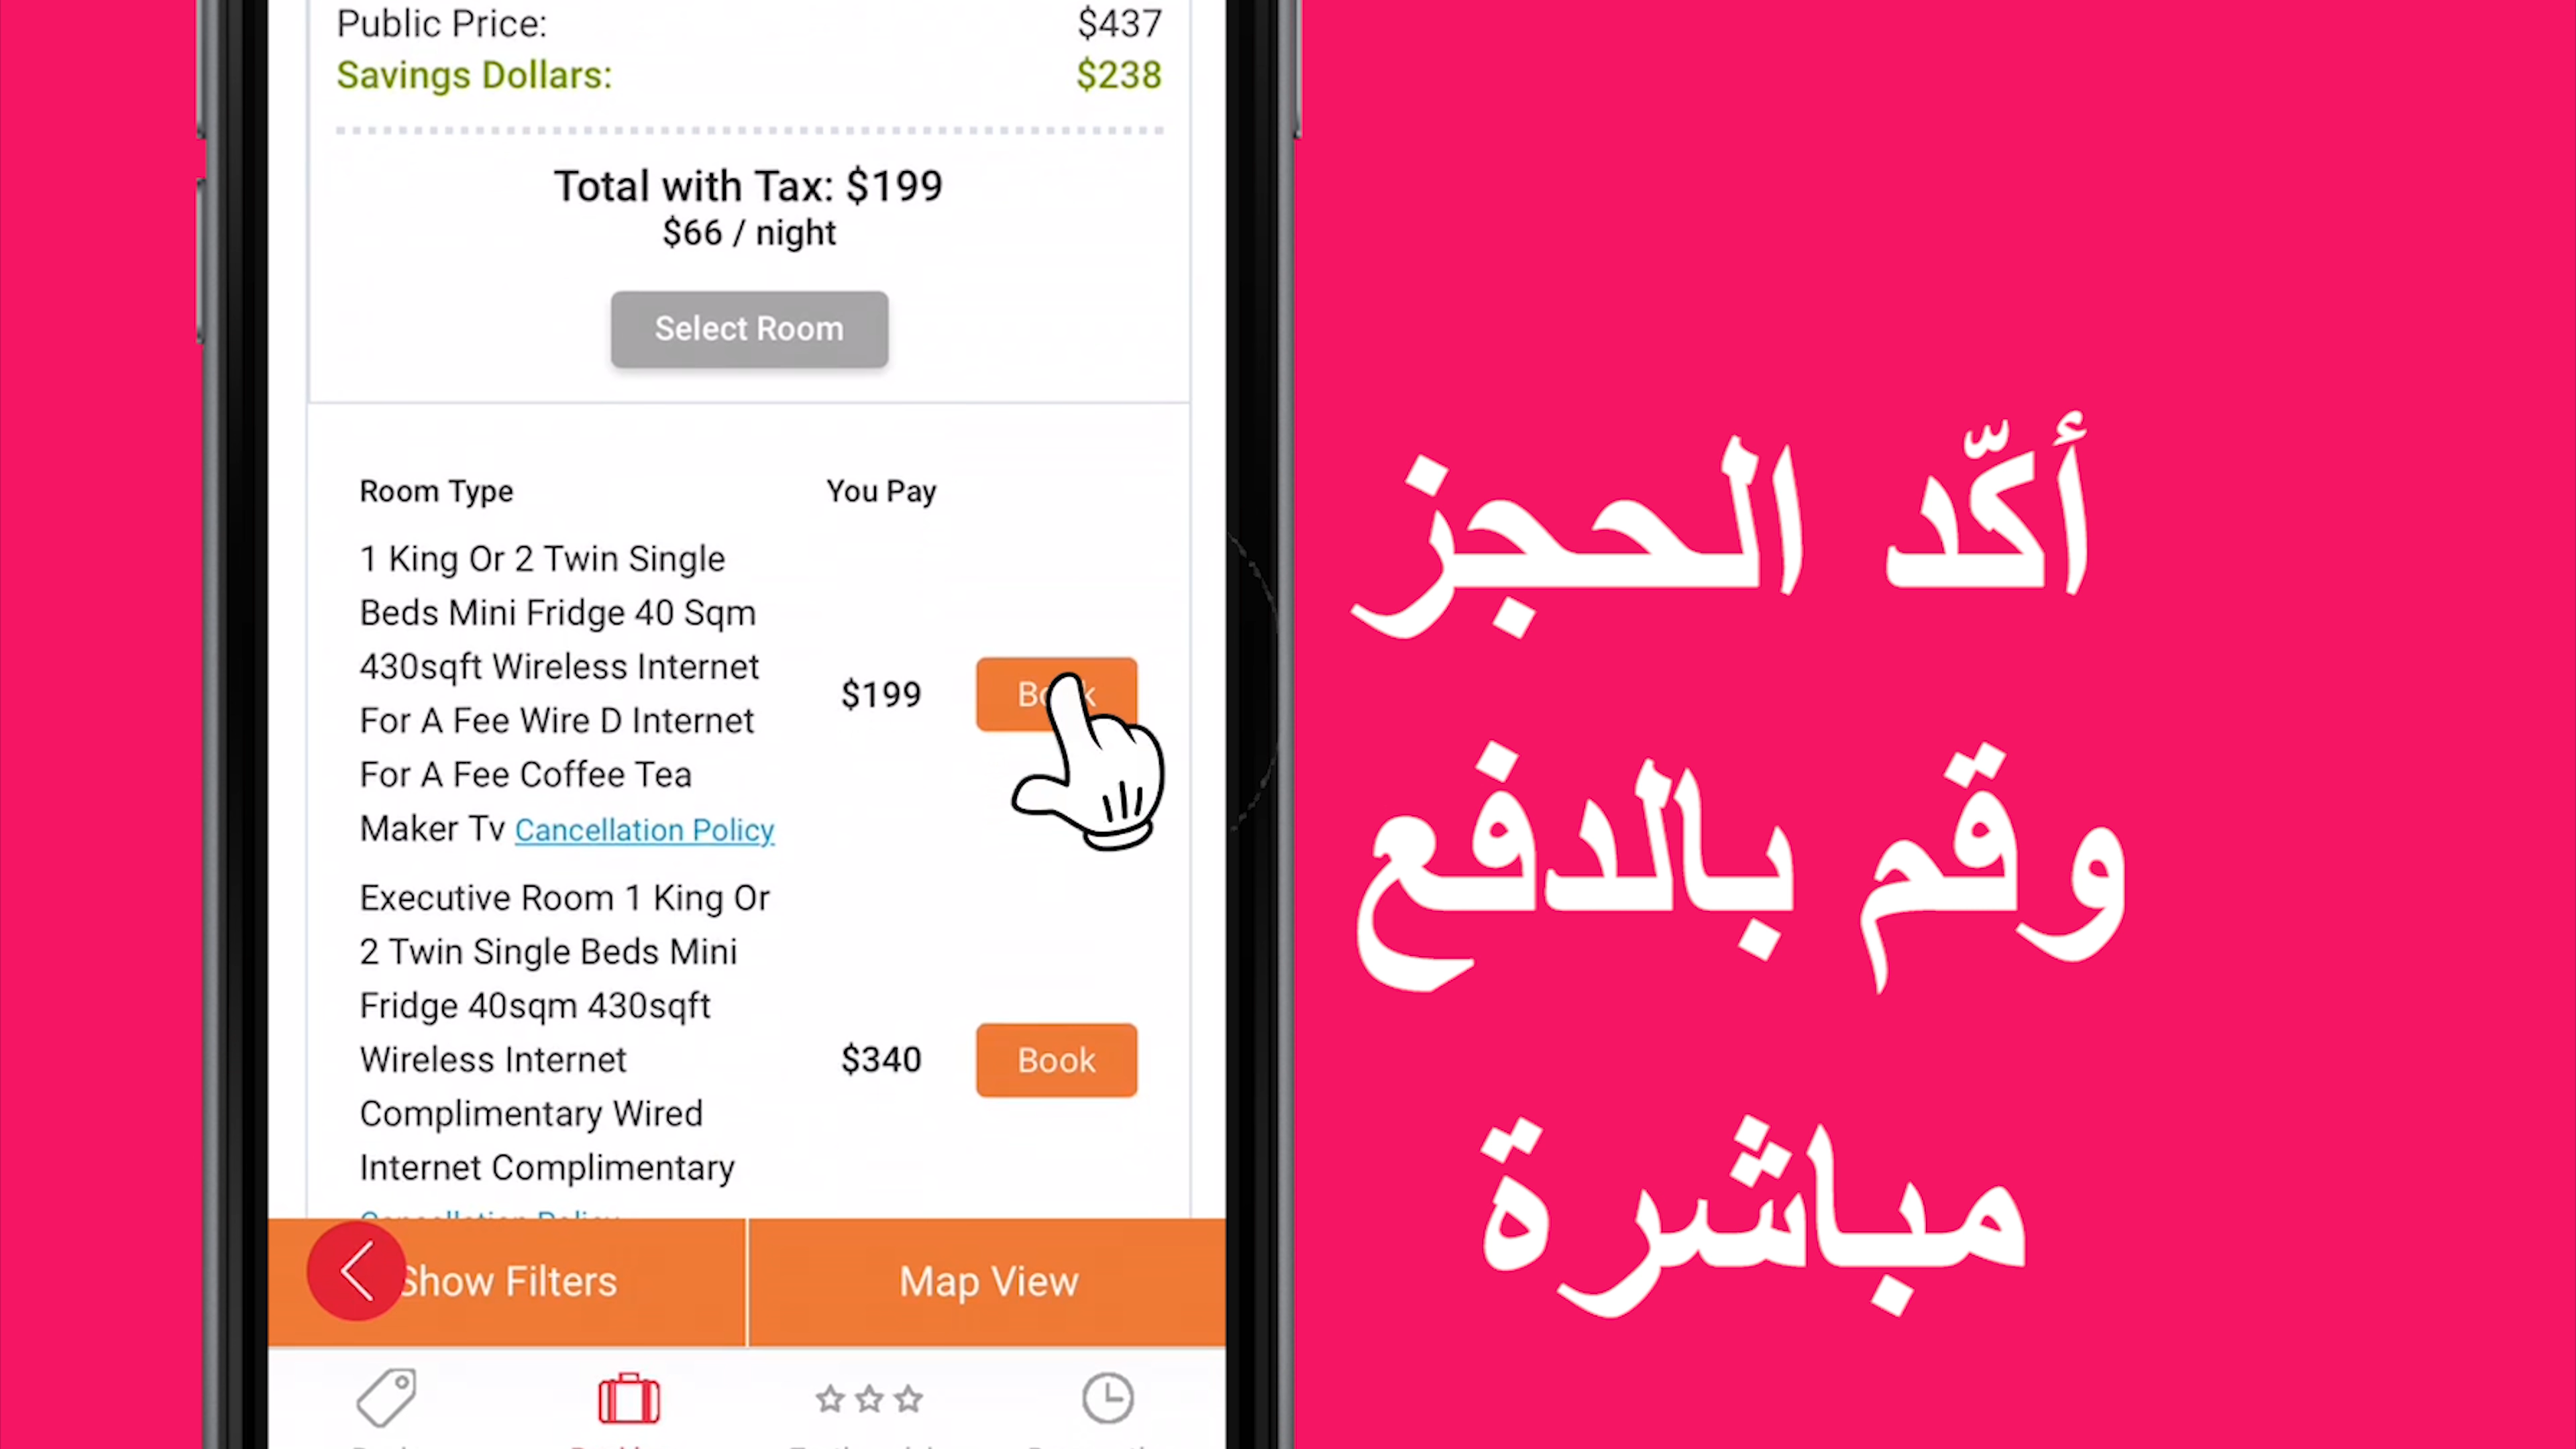 Public Price: $437
Savings Dollars: $238
Total with Tax: $199
$66 / night
Select Room
Room Type You Pay
1 King Or 2 Twin Single
Beds Mini Fridge 40 Sqm
430sqft Wireless Internet
For A Fee Wire D Internet
For A Fee Coffee Tea
Maker Tv Cancellation Policy
$199
Executive Room 1 King Or
2 Twin Single Beds Mini
Fridge 40sqm 430sqft
Wireless Internet
Complimentary Wired
Internet Complimentary
$340 Book
Show Filters
Map View
أكّد الحجز
وقم بالدفع
مباشرة